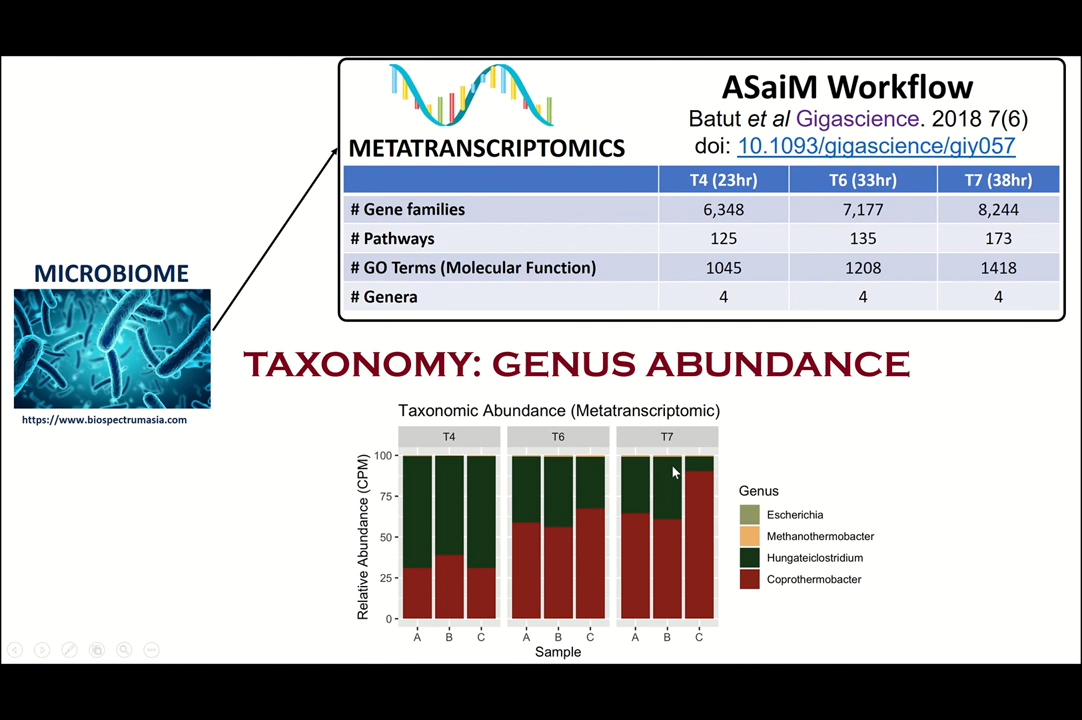 ASaiM Workflow
Batut et al Gigascience. 2018 7(6)
doi: 10.1093/gigascience/giy057
METATRANSCRIPTOMICS
T4 (23hr) T6 (33hr) T7 (38hr)
# Gene families 6,348 7,177 8,244
# Pathways 125 135 173
# GO Terms (Molecular Function) 1045 1208 1418
# Genera 4 4 4
MICROBIOME
https://www.biospectrumasia.com
TAXONOMY: GENUS ABUNDANCE
Taxonomic Abundance (Metatranscriptomic)
T4 T6 T7
Relative Abundance (CPM)
100
75
50
25
0
A B C A B C A B C
Sample
Genus
Escherichia
Methanothermobacter
Hungateiclostridium
Coprothermobacter